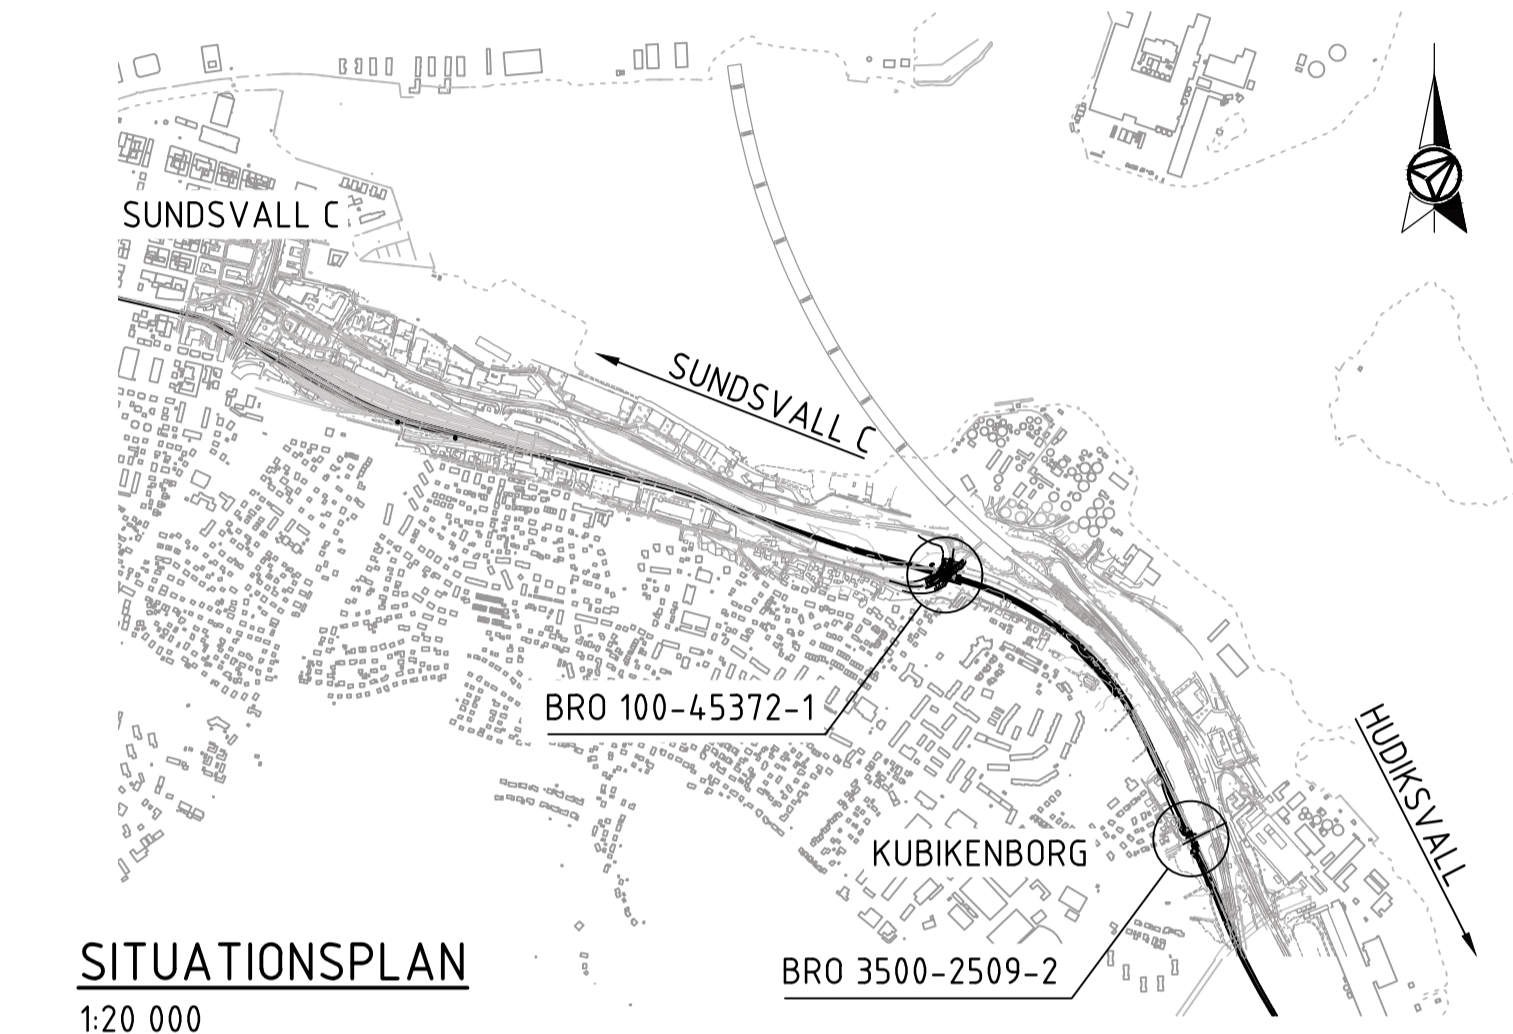 SUNDSVALL C
SUNDSVALL C
BRO 100-45372-1
HUDIKSVALL
KUBIKENBORG
BRO 3500-2509-2
SITUATIONSPLAN
1:20 000